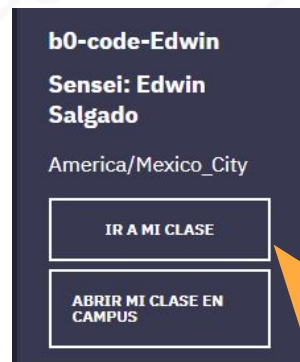 b0-code-Edwin
Sensei: Edwin
Salgado
America/Mexico_City
IR A MI CLASE
ABRIR MI CLASE EN
CAMPUS